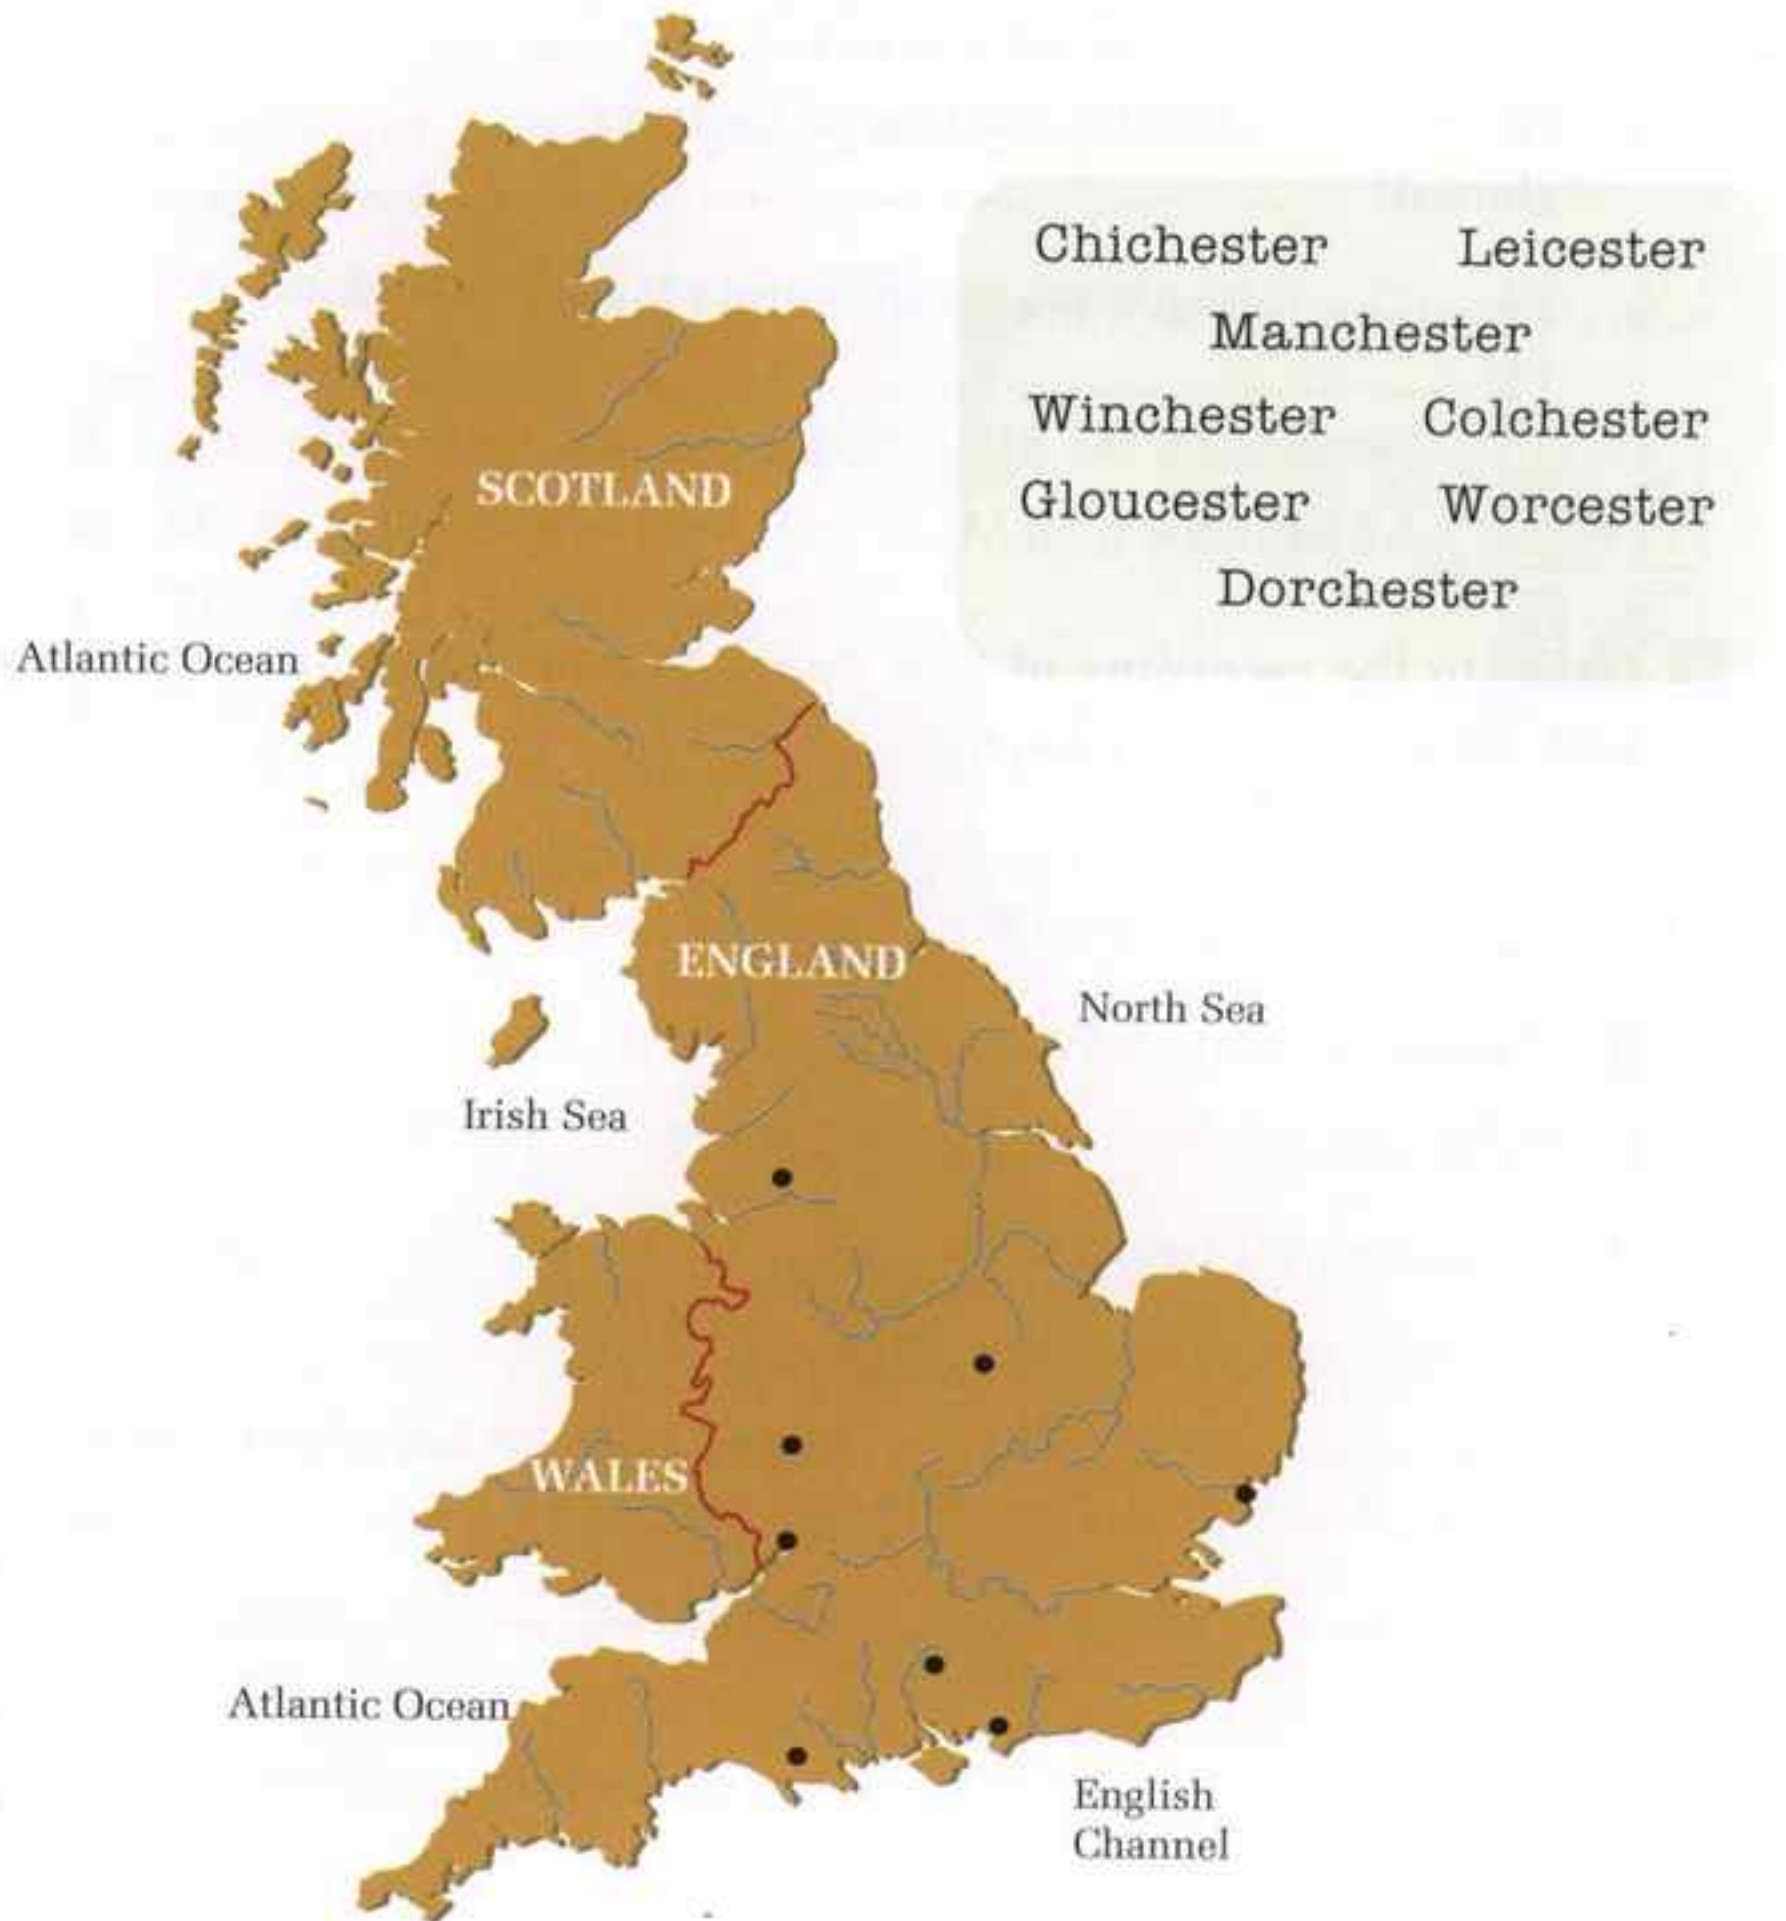 Chichester Leicester
Manchester
Winchester Colchester
Gloucester Worcester
Dorchester
SCOTLAND
Atlantic Ocean
ENGLAND
North Sea
Irish Sea
WALES
Atlantic Ocean
English
Channel